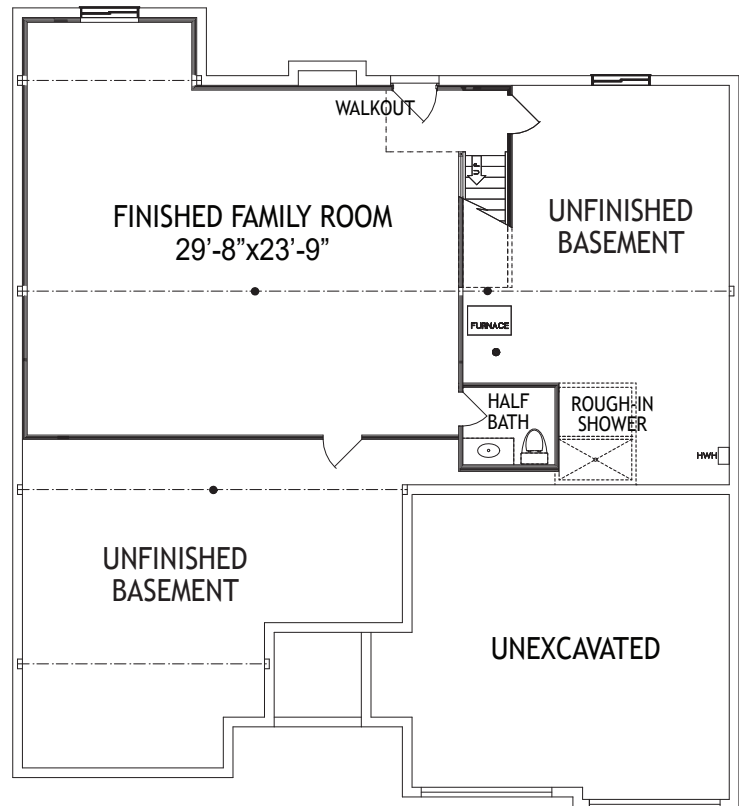 WALKOUT
UP
FINISHED FAMILY ROOM
29'-8”x23'-9”
UNFINISHED
BASEMENT
FURNACE
HALF
BATH
ROUGH-IN
SHOWER
HWH
UNFINISHED
BASEMENT
UNEXCAVATED